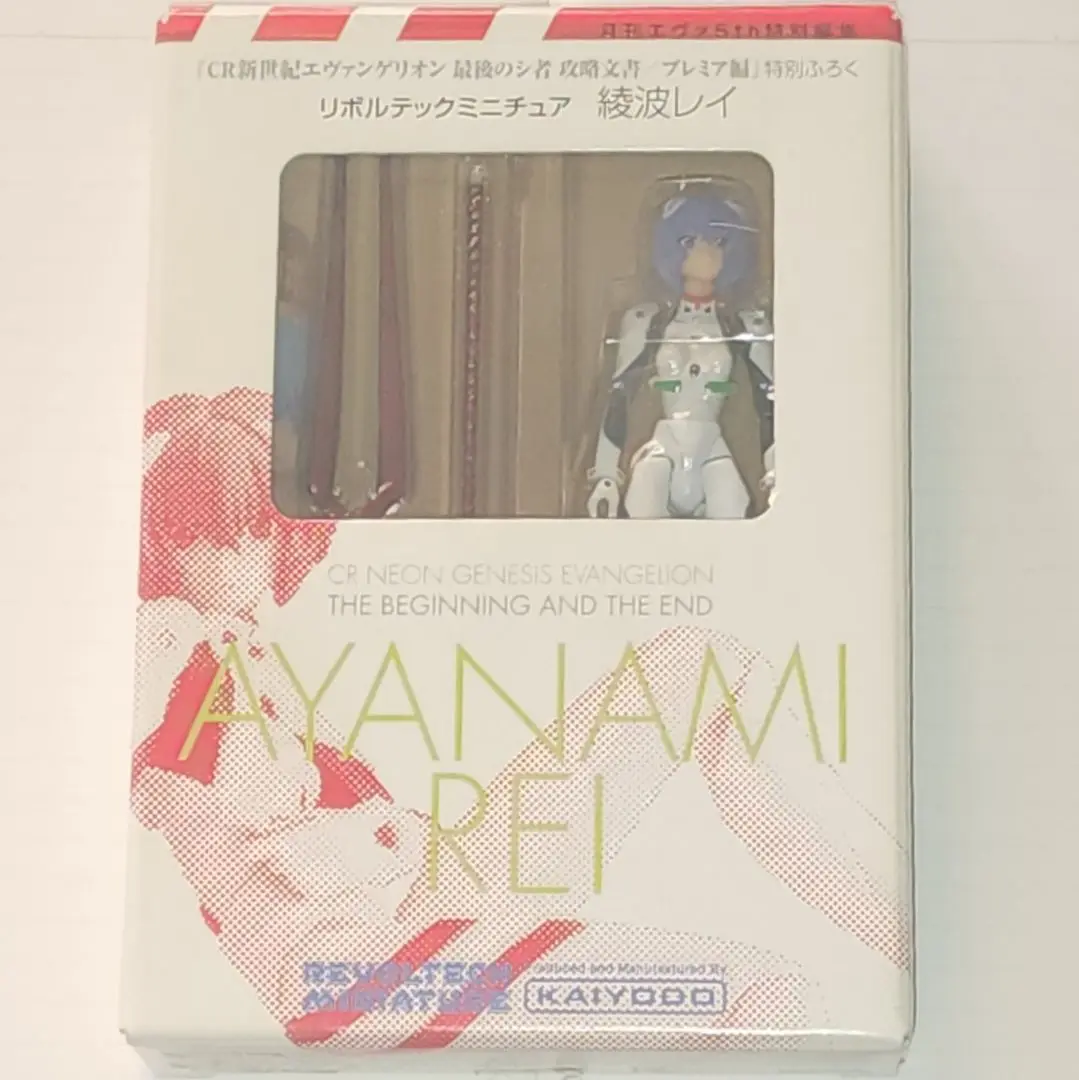 月刊エヴァ5th特別編集
『CR新世紀エヴァンゲリオン 最後のシ者 攻略文書/プレミア編』特別ふろく
リボルテックミニチュア 綾波レイ
CR NEON GENESIS EVANGELION
THE BEGINNING AND THE END
AYANAMI
REI
REVOLTECH
MINIATURE
and Manufactured By
KAIYODO